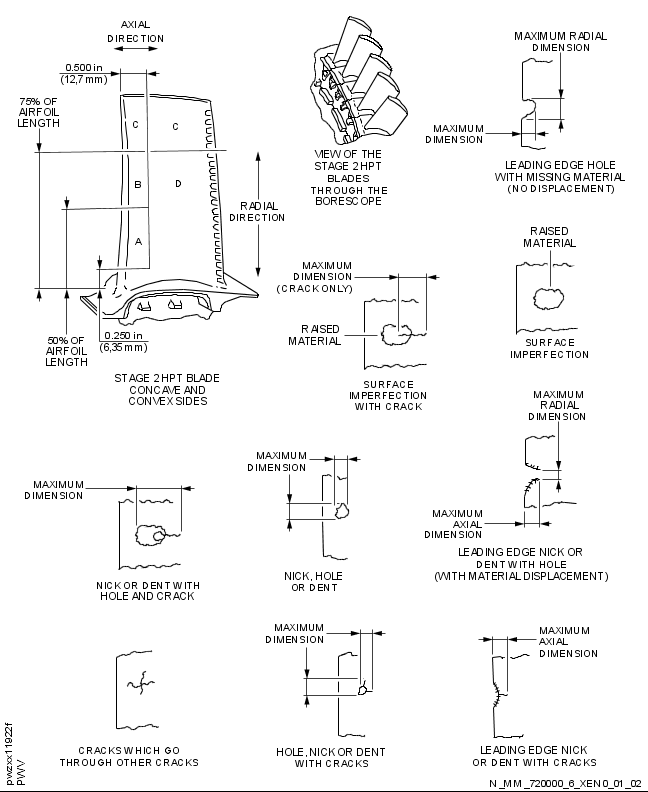 AXIAL
DIRECTION
0.500 in
(12,7 mm)
75% OF
AIRFOIL
LENGTH
C
C
B
D
A
RADIAL
DIRECTION
50% OF
AIRFOIL
LENGTH
0.250 in
(6,35 mm)
STAGE 2 HPT BLADE
CONCAVE AND
CONVEX SIDES
VIEW OF THE
STAGE 2 HPT
BLADES
THROUGH THE
BORESCOPE
MAXIMUM RADIAL
DIMENSION
MAXIMUM
DIMENSION
LEADING EDGE HOLE
WITH MISSING MATERIAL
(NO DISPLACEMENT)
MAXIMUM
DIMENSION
(CRACK ONLY)
RAISED
MATERIAL
SURFACE
IMPERFECTION
WITH CRACK
RAISED
MATERIAL
SURFACE
IMPERFECTION
MAXIMUM
DIMENSION
NICK OR DENT WITH
HOLE AND CRACK
MAXIMUM
DIMENSION
NICK, HOLE
OR DENT
MAXIMUM
RADIAL
DIMENSION
MAXIMUM
AXIAL
DIMENSION
LEADING EDGE NICK OR
DENT WITH HOLE
(WITH MATERIAL DISPLACEMENT)
CRACKS WHICH GO
THROUGH OTHER CRACKS
MAXIMUM
DIMENSION
HOLE, NICK OR DENT
WITH CRACKS
MAXIMUM
AXIAL
DIMENSION
LEADING EDGE NICK
OR DENT WITH CRACKS
pwzxx11922f
PWV
N_MM_720000_6_XEN0_01_02